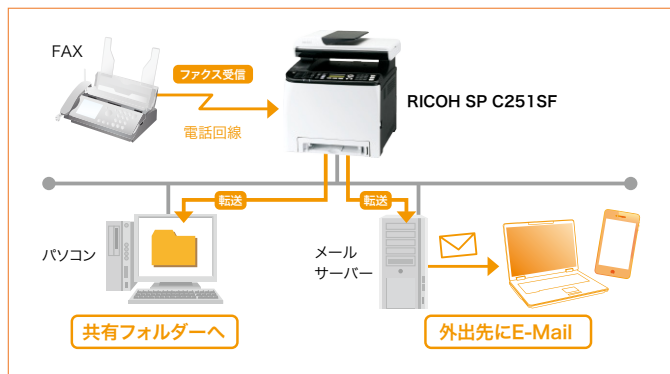 FAX
ファクス受信
電話回線
RICOH SP C251SF
転送
転送
パソコン
メール
サーバー
共有フォルダーへ
外出先にE-Mail